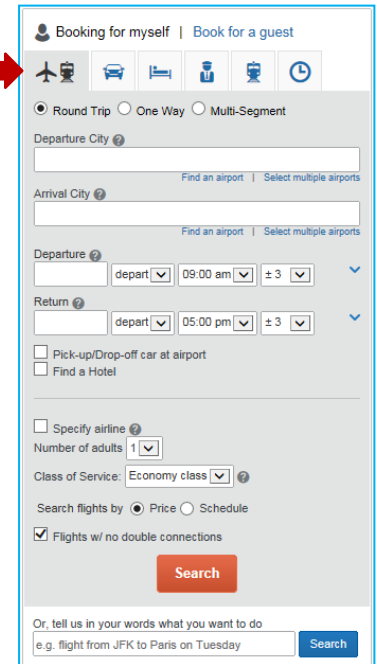 Booking for myself | Book for a guest
Round Trip One Way Multi-Segment
Departure City ?
Find an airport | Select multiple airports
Arrival City ?
Find an airport | Select multiple airports
Departure ?
depart 09:00 am ± 3
Return ?
depart 05:00 pm ± 3
Pick-up/Drop-off car at airport
Find a Hotel
Specify airline ?
Number of adults 1
Class of Service: Economy class ?
Search flights by Price Schedule
Flights w/ no double connections
Search
Or, tell us in your words what you want to do
e.g. flight from JFK to Paris on Tuesday Search